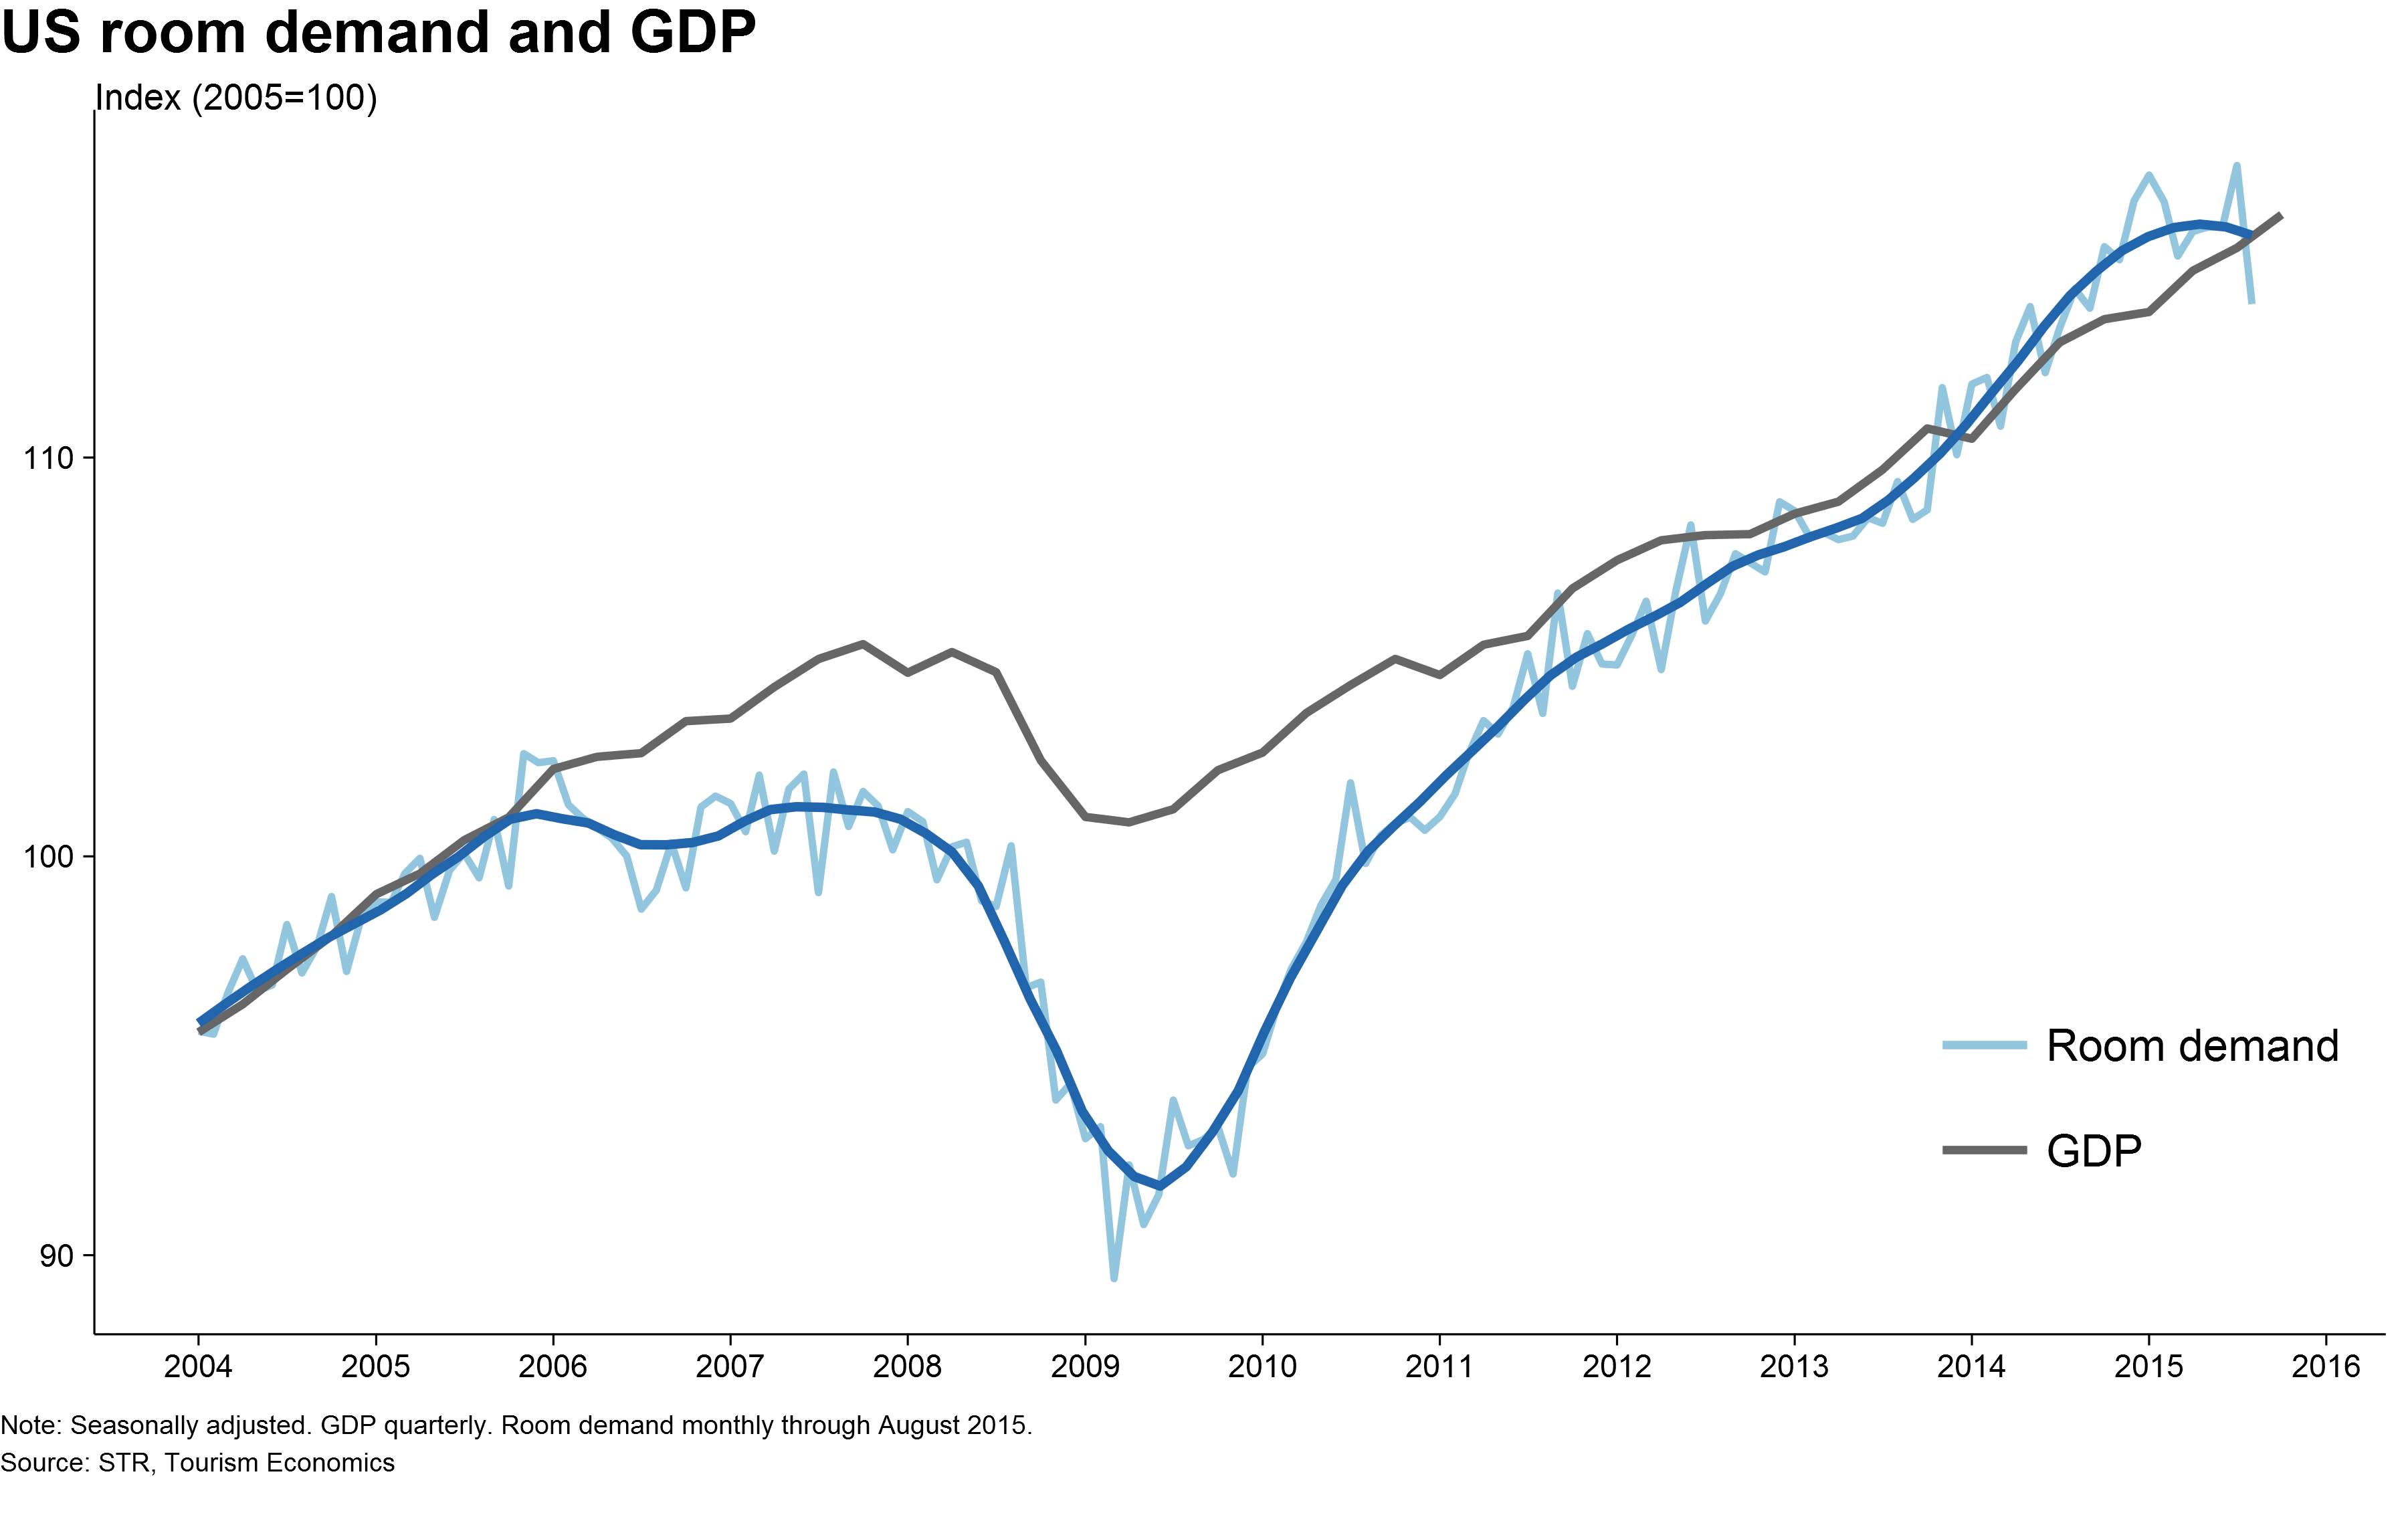 US room demand and GDP
Index (2005=100)
110
100
90
Room demand
GDP
2004 2005 2006 2007 2008 2009 2010 2011 2012 2013 2014 2015 2016
Note: Seasonally adjusted. GDP quarterly. Room demand monthly through August 2015.
Source: STR, Tourism Economics